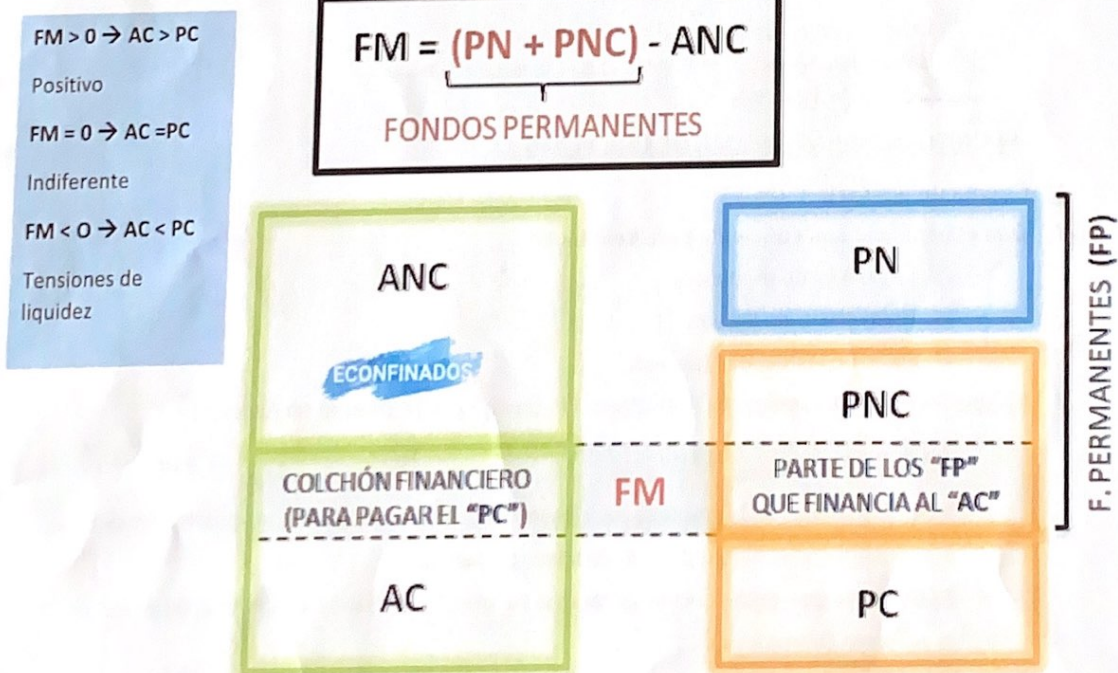 FM > 0 → AC > PC
Positivo
FM = 0 → AC =PC
Indiferente
FM < O → AC < PC
Tensiones de
liquidez
FM = (PN + PNC) - ANC
FONDOS PERMANENTES
ANC
ECONFINADOS
COLCHÓN FINANCIERO
(PARA PAGAR EL "PC")
AC
FM
PN
PNC
PARTE DE LOS "FP"
QUE FINANCIA AL "AC"
PC
F. PERMANENTES (FP)